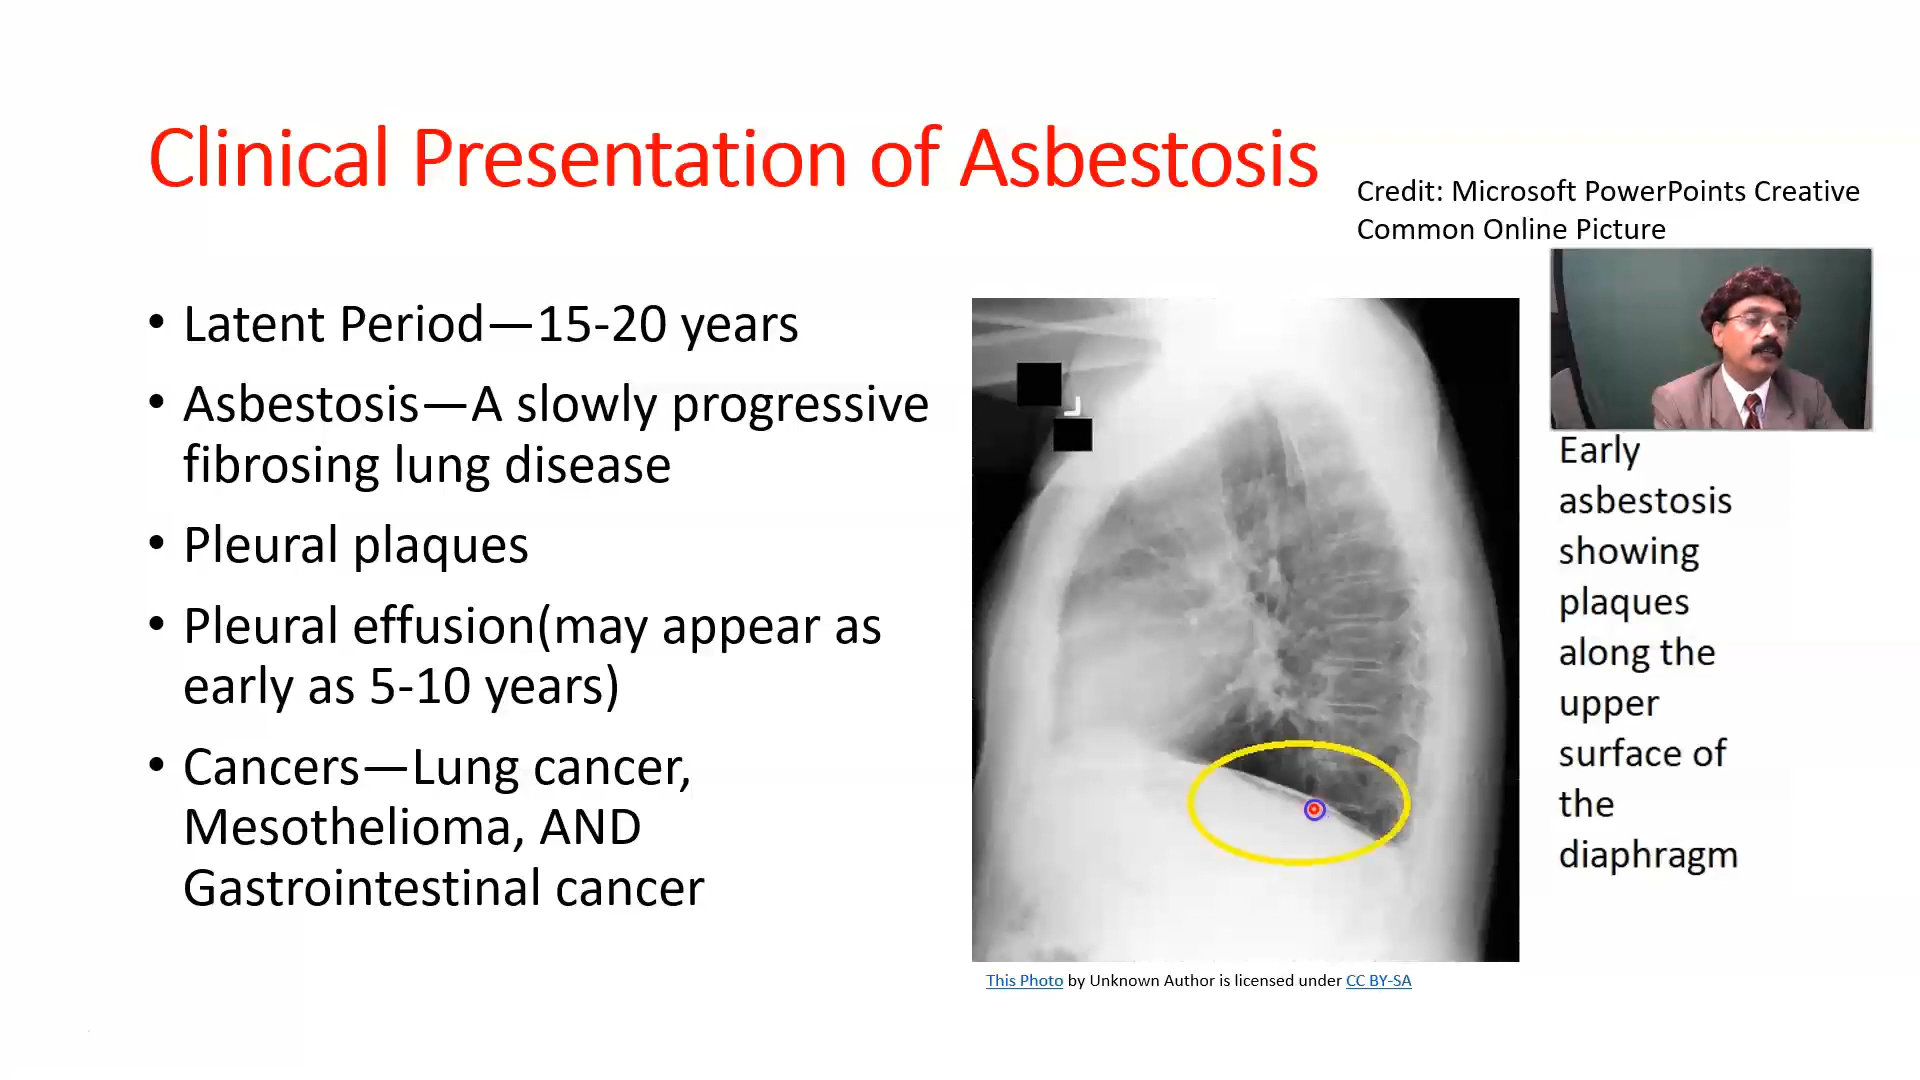 Clinical Presentation of Asbestosis
Credit: Microsoft PowerPoints Creative
Common Online Picture
• Latent Period—15-20 years
• Asbestosis—A slowly progressive
fibrosing lung disease
• Pleural plaques
• Pleural effusion(may appear as
early as 5-10 years)
• Cancers—Lung cancer,
Mesothelioma, AND
Gastrointestinal cancer
Early
asbestosis
showing
plaques
along the
upper
surface of
the
diaphragm
This Photo by Unknown Author is licensed under CC BY-SA